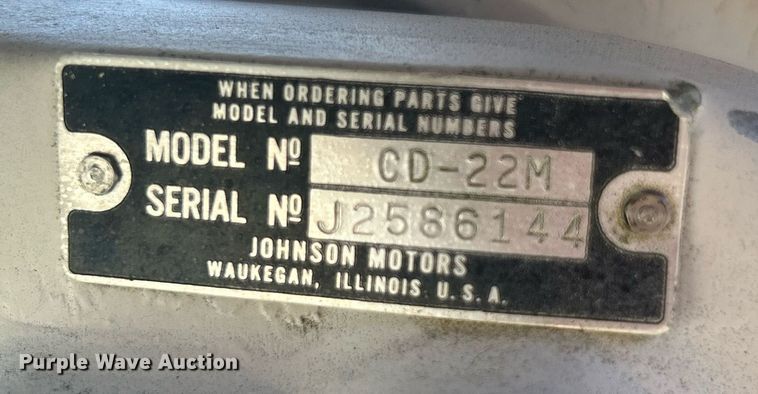 WHEN ORDERING PARTS GIVE
MODEL AND SERIAL NUMBERS
MODEL Nº CD-22M
SERIAL Nº J2586144
JOHNSON MOTORS
WAUKEGAN, ILLINOIS U.S.A.
Purple Wave Auction